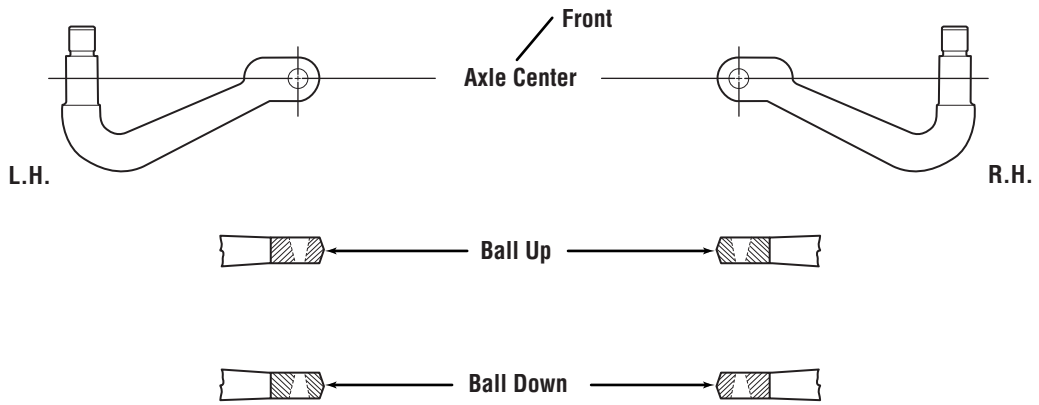 Front
Axle Center
L.H.
R.H.
Ball Up
Ball Down